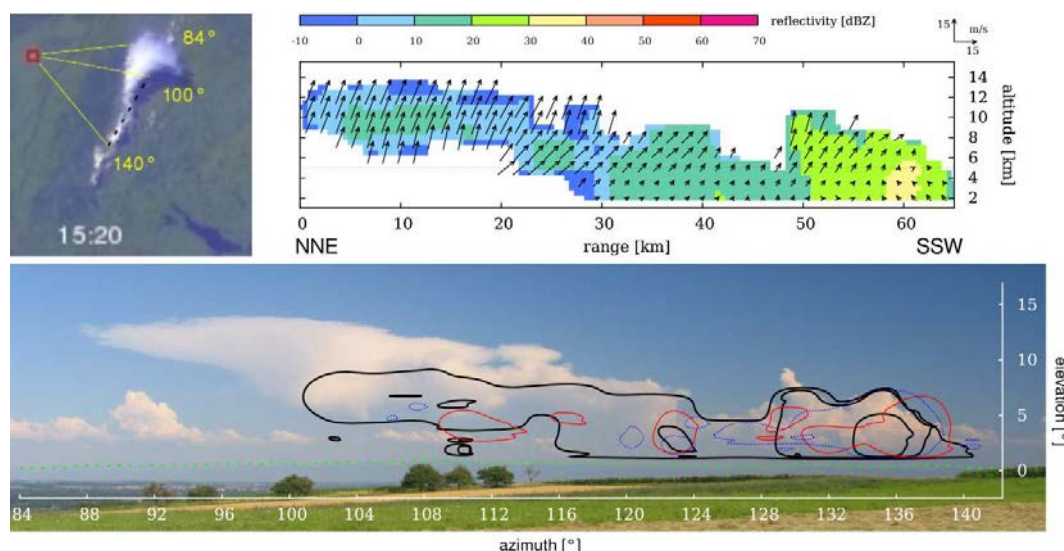 84°
100°
140°
15:20
-10 0 10 20 30 40 50 60 70
reflectivity [dBZ]
15
m/s
15
14
12
10
8
6
4
2
altitude [km]
0 10 20 30 40 50 60
NNE
range [km]
SSW
15
10
5
0
elevation [°]
84 88 92 96 100 104 108 112 116 120 124 128 132 136 140
azimuth [°]